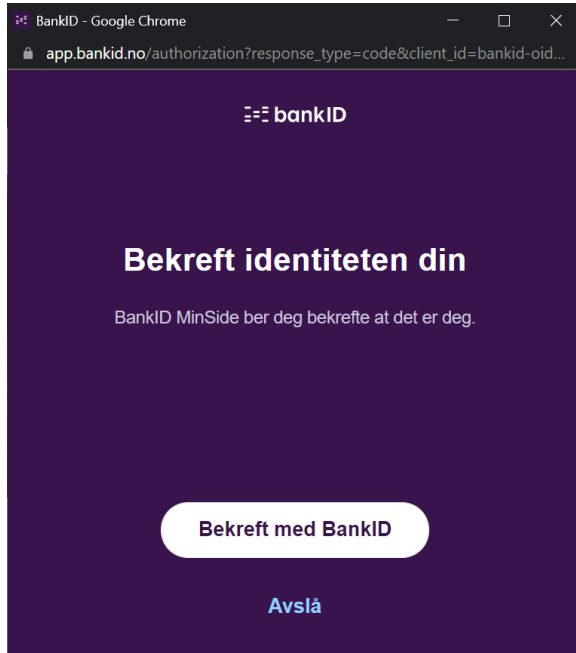 BankID - Google Chrome
app.bankid.no/authorization?response_type=code&client_id=bankid-oid...
bankID
Bekreft identiteten din
BankID MinSide ber deg bekrefte at det er deg.
Bekreft med BankID
Avslå